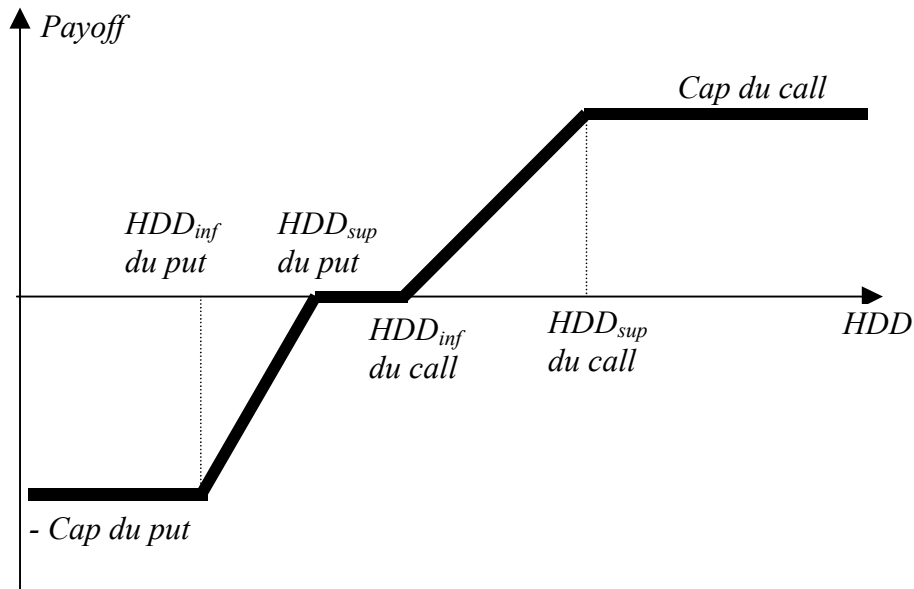 Payoff
Cap du call
HDD_inf
du put
HDD_sup
du put
HDD_inf
du call
HDD_sup
du call
HDD
- Cap du put